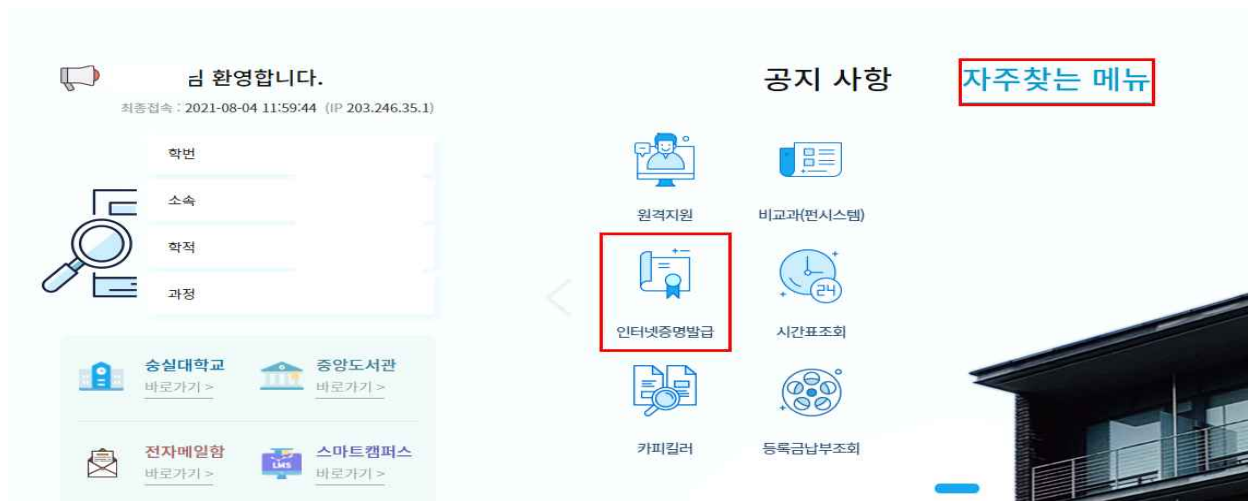 님 환영합니다.
최종접속 : 2021-08-04 11:59:44 (IP 203.246.35.1)
학번
소속
학적
과정
숭실대학교
바로가기 >
중앙도서관
바로가기 >
전자메일함
바로가기 >
LMS
스마트캠퍼스
바로가기 >
공지 사항
자주찾는 메뉴
원격지원
비교과(펀시스템)
인터넷증명발급
24
시간표조회
카피킬러
등록금납부조회